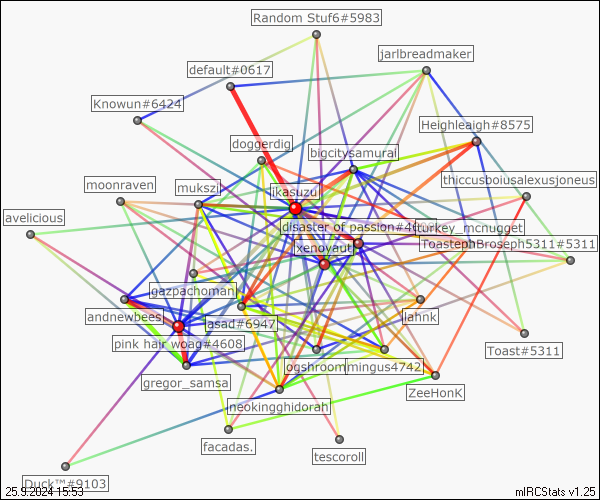 Random Stuf6#5983
jarlbreadmaker
default#0617
Knowun#6424
Heighleaigh#8575
doggerdig
bigcitysamurai
thiccusboiusalexusjoneus
moonraven
mukszi
ikasuzu
avelicious
disaster of passion#4
turkey_mcnugget
xenoyaut
ToastephBroseph5311#5311
gazpachoman
andnewbees
asad#6947
lahnk
pink hair woag#4608
Toast#5311
ogshroom
mingus4742
gregor_samsa
ZeeHonK
neokingghidorah
facadas.
tescoroll
Duck™#9103
25.9.2024 15:53
mIRCStats v1.25